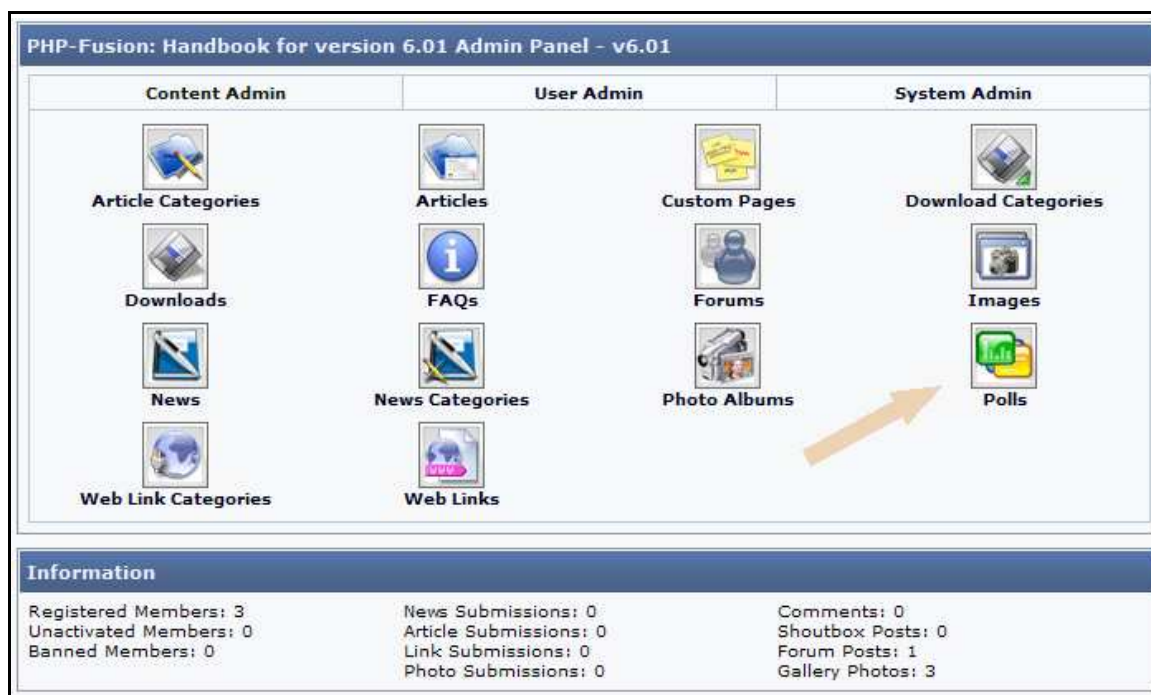 PHP-Fusion: Handbook for version 6.01 Admin Panel - v6.01
Content Admin User Admin System Admin
Article Categories Articles Custom Pages Download Categories
Downloads FAQs Forums Images
News News Categories Photo Albums Polls
Web Link Categories Web Links
Information
Registered Members: 3 News Submissions: 0 Comments: 0
Unactivated Members: 0 Article Submissions: 0 Shoutbox Posts: 0
Banned Members: 0 Link Submissions: 0 Forum Posts: 1
Photo Submissions: 0 Gallery Photos: 3